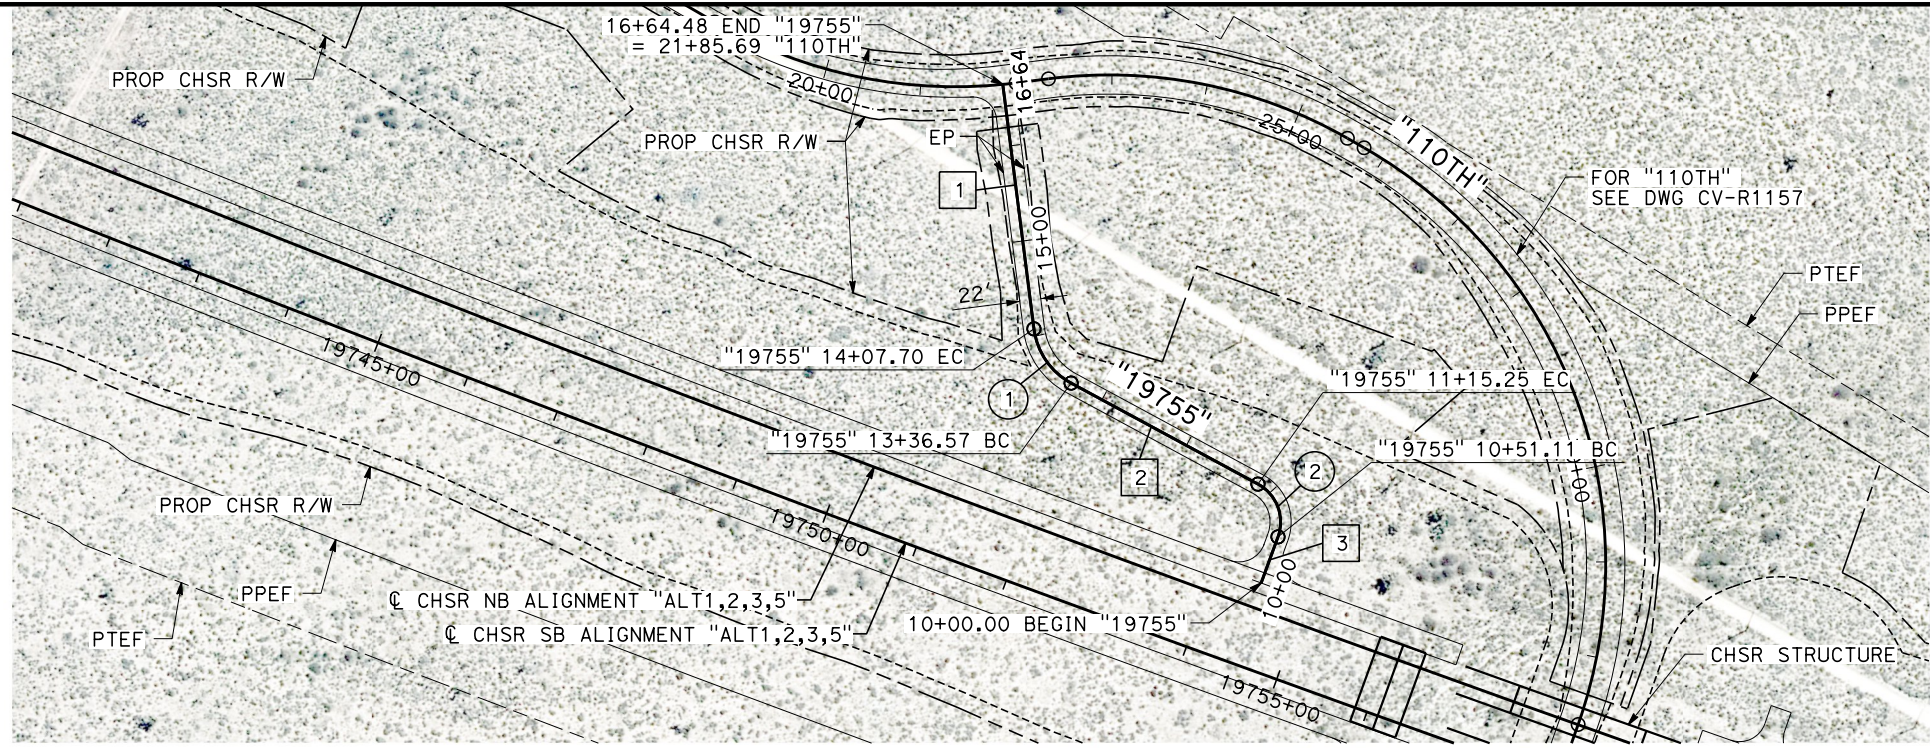 16+64.48 END "19755"
= 21+85.69 "110TH"
PROP CHSR R/W
20+00
16+64
25+00
"110TH"
PROP CHSR R/W
EP
1
FOR "110TH"
SEE DWG CV-R1157
15+00
22'
PTEF
PPEF
19745+00
"19755" 14+07.70 EC
1
"19755"
"19755" 11+15.25 EC
"19755" 13+36.57 BC
2
2
"19755" 10+51.11 BC
+00
PROP CHSR R/W
19750+00
3
10+00
PPEF
℄ CHSR NB ALIGNMENT "ALT1,2,3,5"
℄ CHSR SB ALIGNMENT "ALT1,2,3,5"
PTEF
10+00.00 BEGIN "19755"
CHSR STRUCTURE
19755+00